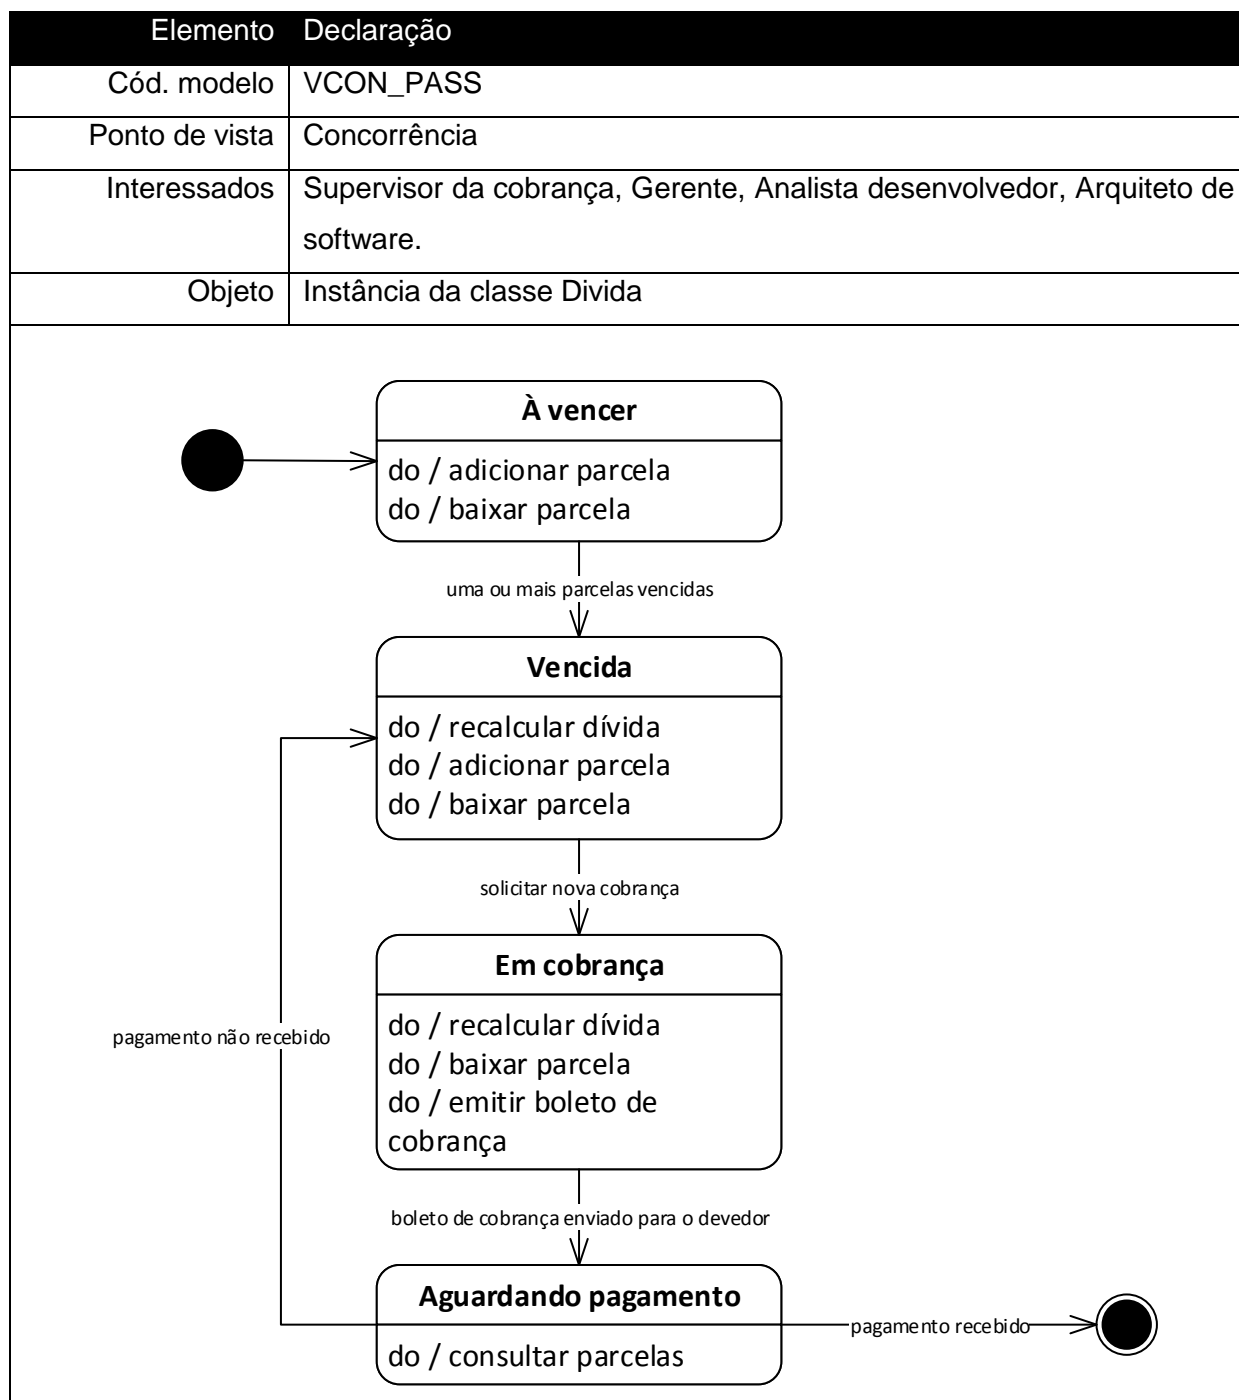 Elemento Declaração
Cód. modelo VCON_PASS
Ponto de vista Concorrência
Interessados Supervisor da cobrança, Gerente, Analista desenvolvedor, Arquiteto de
software.
Objeto Instância da classe Divida
À vencer
do / adicionar parcela
do / baixar parcela
uma ou mais parcelas vencidas
Vencida
do / recalcular dívida
do / adicionar parcela
do / baixar parcela
solicitar nova cobrança
Em cobrança
do / recalcular dívida
do / baixar parcela
do / emitir boleto de
cobrança
pagamento não recebido
boleto de cobrança enviado para o devedor
Aguardando pagamento
do / consultar parcelas
pagamento recebido